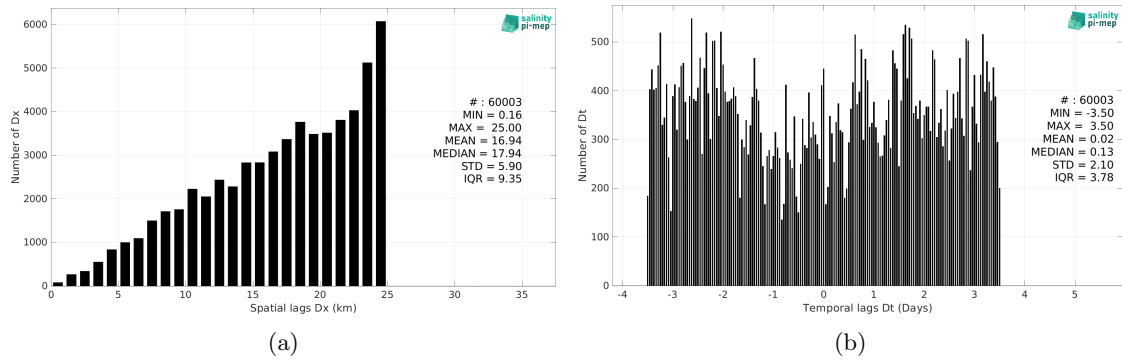 salinity
pi-mep
6000
5000
4000
3000
2000
1000
0
Number of Dx
# : 60003
MIN = 0.16
MAX = 25.00
MEAN = 16.94
MEDIAN = 17.94
STD = 5.90
IQR = 9.35
0 5 10 15 20 25 30 35
Spatial lags Dx (km)
(a)
salinity
pi-mep
500
400
300
200
100
0
Number of Dt
# : 60003
MIN = -3.50
MAX = 3.50
MEAN = 0.02
MEDIAN = 0.13
STD = 2.10
IQR = 3.78
-4 -3 -2 -1 0 1 2 3 4 5
Temporal lags Dt (Days)
(b)